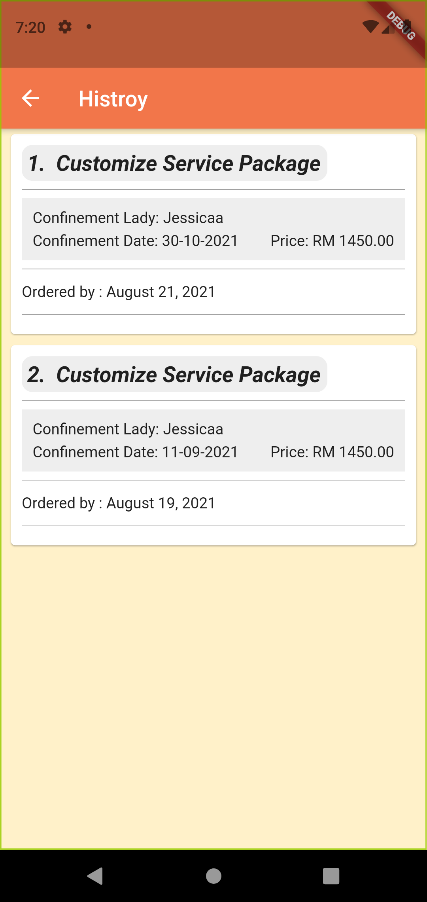 7:20
DEBUG
Histroy
1. Customize Service Package
Confinement Lady: Jessicaa
Confinement Date: 30-10-2021 Price: RM 1450.00
Ordered by : August 21, 2021
2. Customize Service Package
Confinement Lady: Jessicaa
Confinement Date: 11-09-2021 Price: RM 1450.00
Ordered by : August 19, 2021